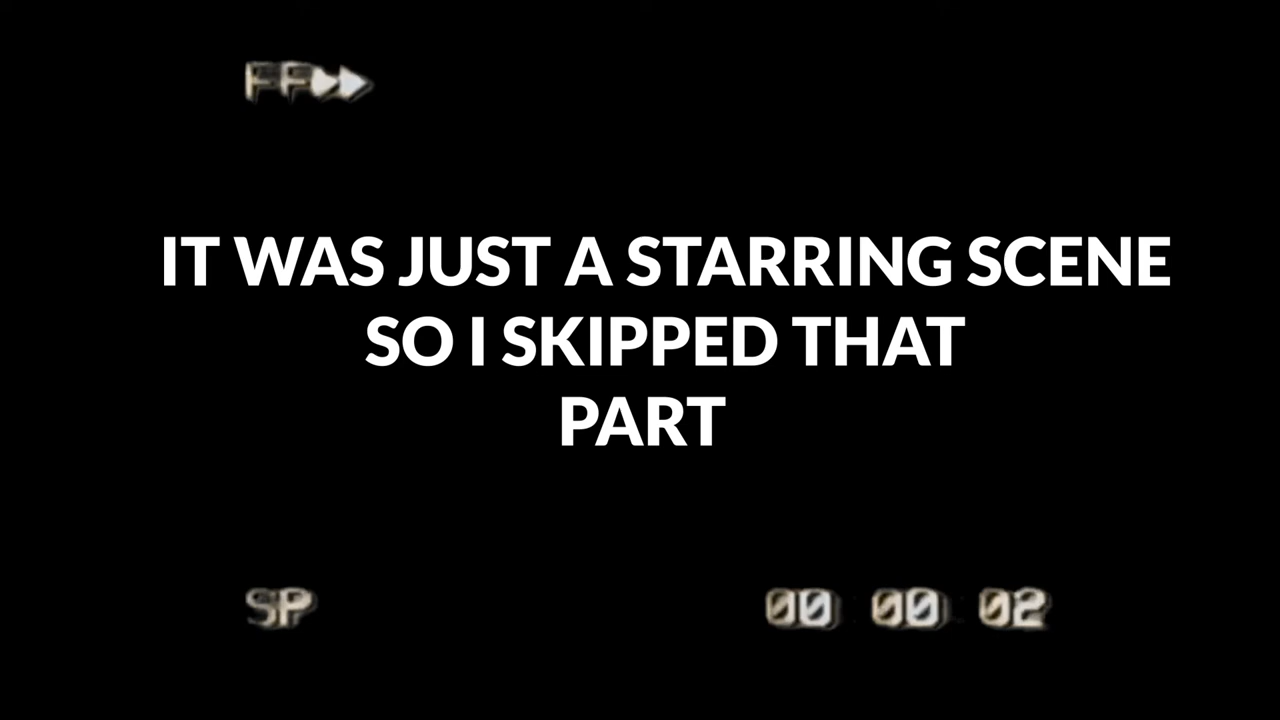 FF
IT WAS JUST A STARRING SCENE
SO I SKIPPED THAT
PART
SP 00 00 02